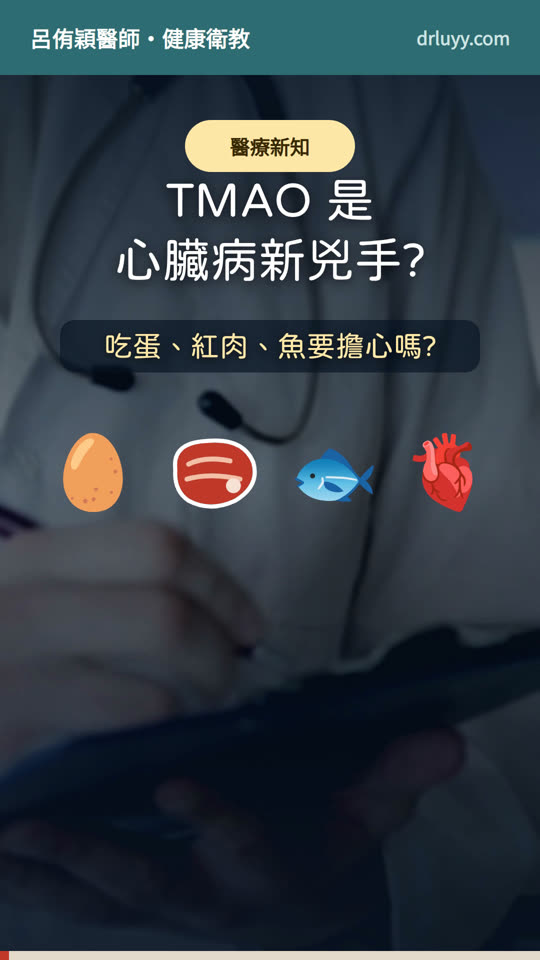 呂侑穎醫師・健康衛教
drluyy.com
醫療新知
TMAO 是
心臟病新兇手?
吃蛋、紅肉、魚要擔心嗎?